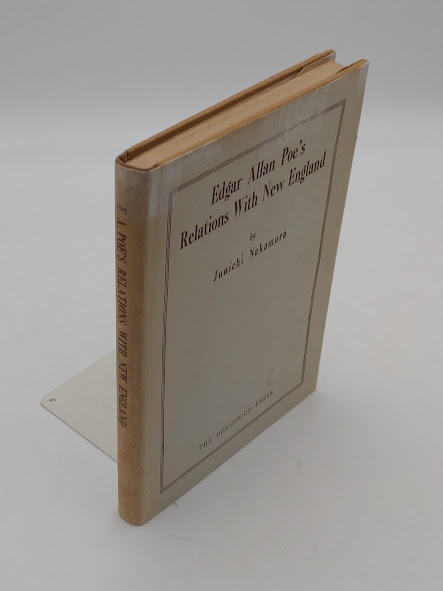 Edgar Allan Poe's
Relations With New England
by
Junichi Nakamura
THE HOKUSEIDO PRESS
E. A. POE'S RELATIONS WITH NEW ENGLAND